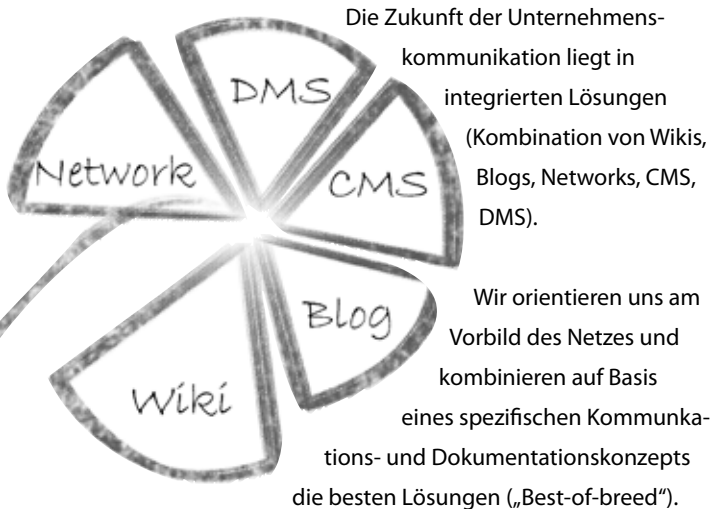 Die Zukunft der Unternehmens-
kommunikation liegt in
integrierten Lösungen
(Kombination von Wikis,
Blogs, Networks, CMS,
DMS).
Wir orientieren uns am
Vorbild des Netzes und
kombinieren auf Basis
eines spezifischen Kommunka-
tions- und Dokumentationskonzepts
die besten Lösungen („Best-of-breed“).
DMS
Network
CMS
Blog
Wiki